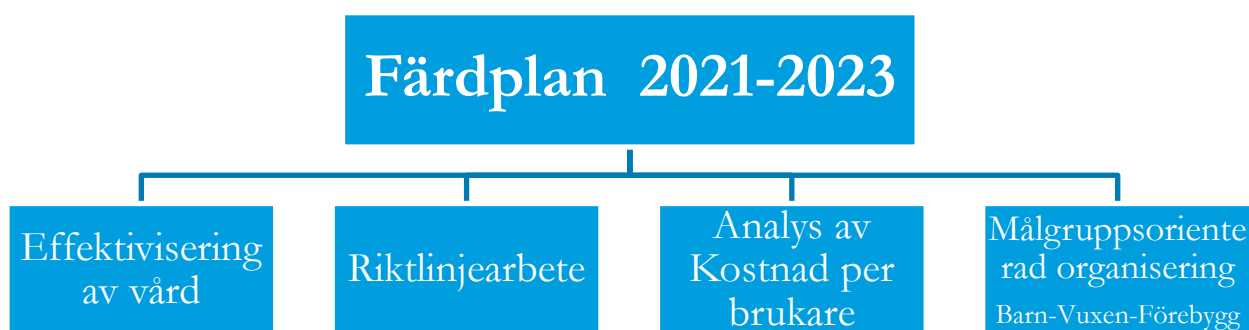 Färdplan 2021-2023
Effektivisering
av vård
Riktlinjearbete
Analys av
Kostnad per
brukare
Målgruppsoriente
rad organisering
Barn-Vuxen-Förebygg